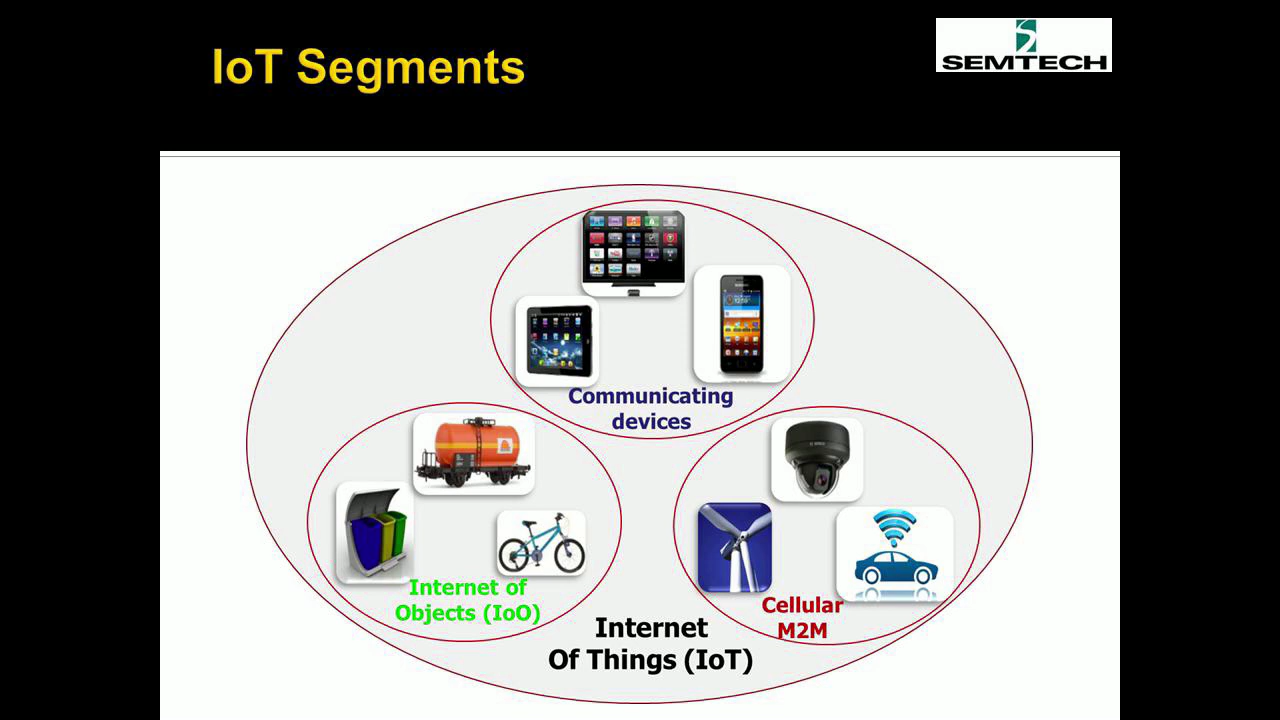 IoT Segments
SEMTECH
Communicating
devices
Internet of
Objects (IoO)
Cellular
M2M
Internet
Of Things (IoT)